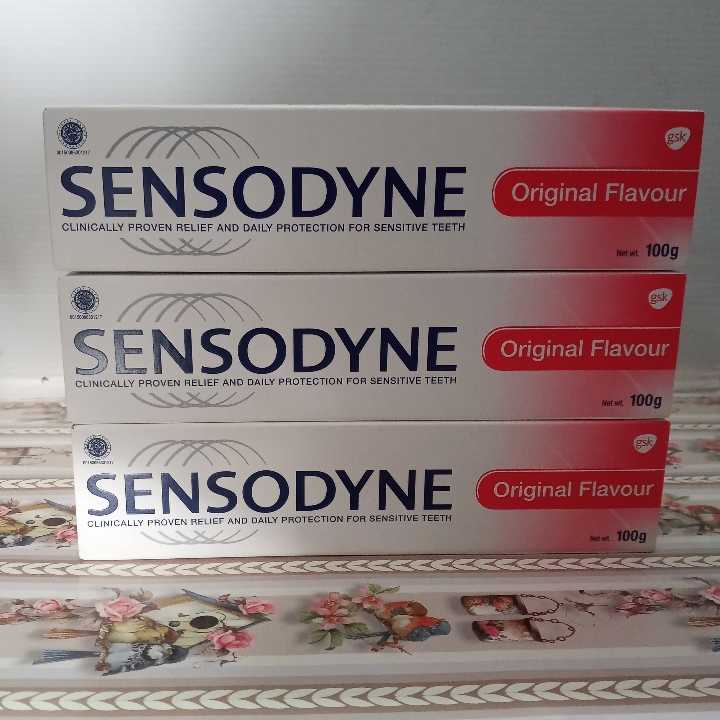 SENSODYNE
CLINICALLY PROVEN RELIEF AND DAILY PROTECTION FOR SENSITIVE TEETH
gsk
Original Flavour
Net wt. 100g
SENSODYNE
CLINICALLY PROVEN RELIEF AND DAILY PROTECTION FOR SENSITIVE TEETH
gsk
Original Flavour
Net wt. 100g
SENSODYNE
CLINICALLY PROVEN RELIEF AND DAILY PROTECTION FOR SENSITIVE TEETH
gsk
Original Flavour
Net wt. 100g